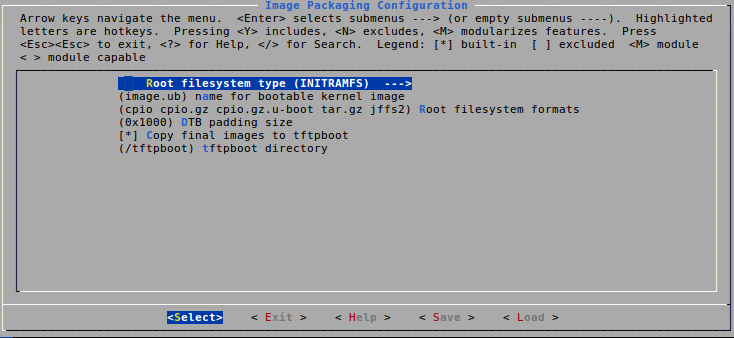 Image Packaging Configuration
Arrow keys navigate the menu.  <Enter> selects submenus ---> (or empty submenus ----).  Highlighted
letters are hotkeys.  Pressing <Y> includes, <N> excludes, <M> modularizes features.  Press
<Esc><Esc> to exit, <?> for Help, </> for Search.  Legend: [*] built-in  [ ] excluded  <M> module
< > module capable
Root filesystem type (INITRAMFS)  --->
(image.ub) name for bootable kernel image
(cpio cpio.gz cpio.gz.u-boot tar.gz jffs2) Root filesystem formats
(0x1000) DTB padding size
[*] Copy final images to tftpboot
(/tftpboot) tftpboot directory
<Select>    < Exit >    < Help >    < Save >    < Load >